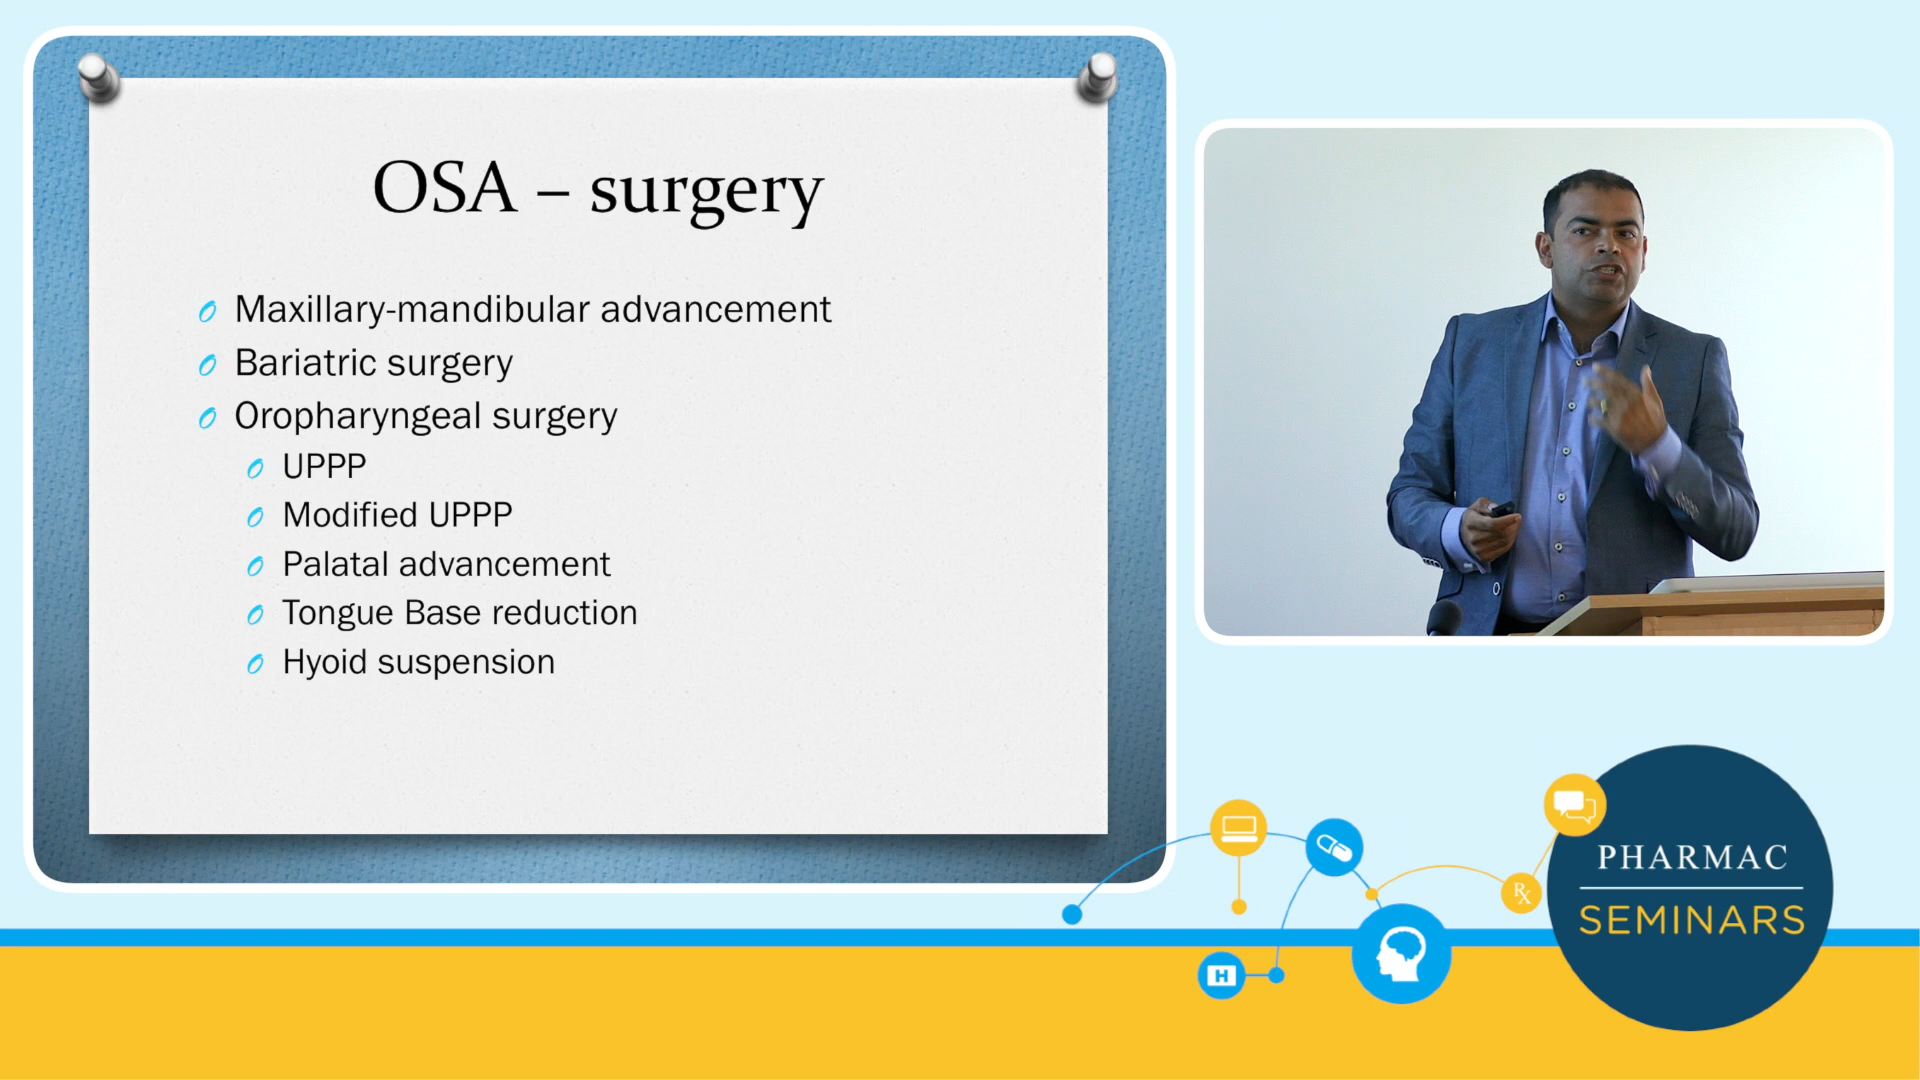 OSA – surgery
Maxillary-mandibular advancement
Bariatric surgery
Oropharyngeal surgery
UPPP
Modified UPPP
Palatal advancement
Tongue Base reduction
Hyoid suspension
PHARMAC
SEMINARS
Rx
H